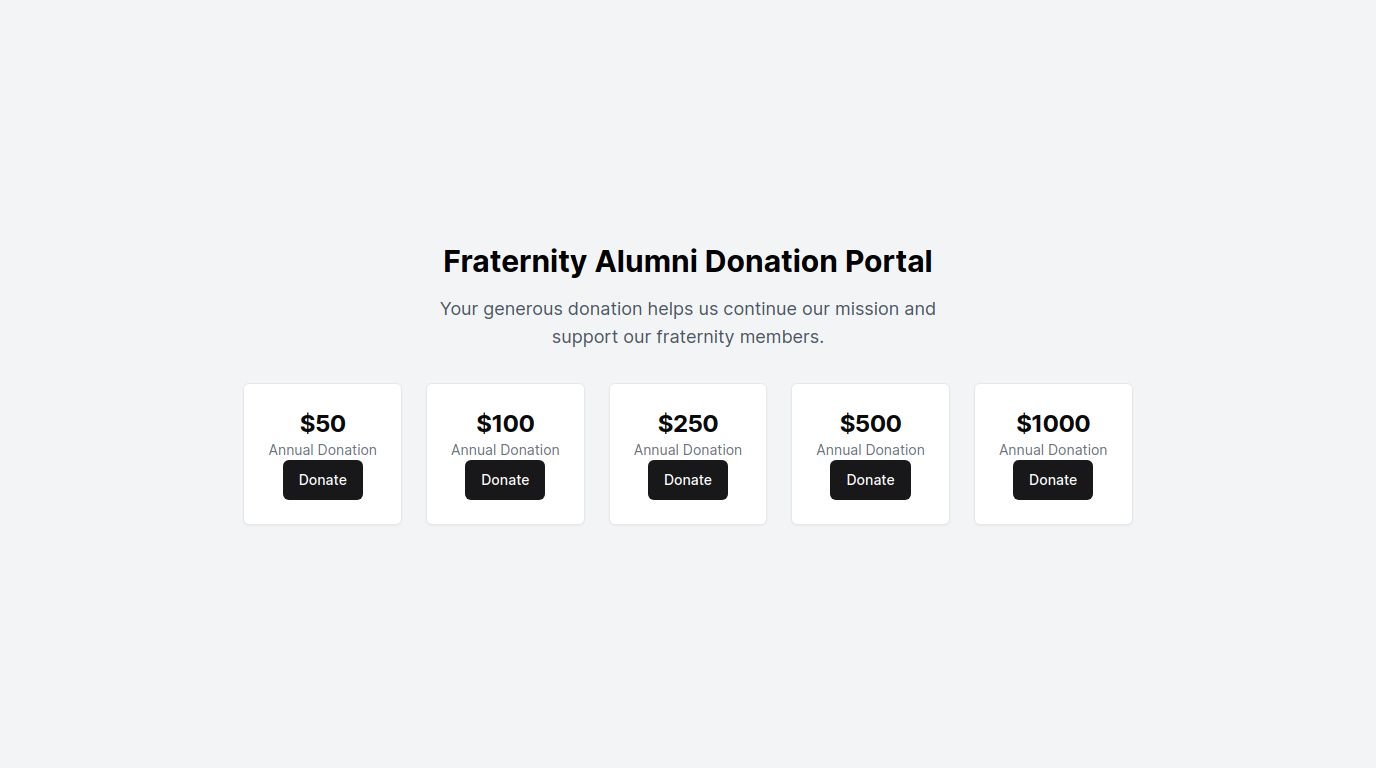 Fraternity Alumni Donation Portal
Your generous donation helps us continue our mission and
support our fraternity members.
$50
Annual Donation
Donate
$100
Annual Donation
Donate
$250
Annual Donation
Donate
$500
Annual Donation
Donate
$1000
Annual Donation
Donate